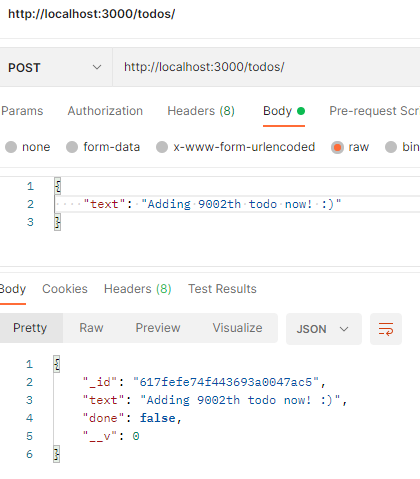 http://localhost:3000/todos/
POST http://localhost:3000/todos/
Params Authorization Headers (8) Body Pre-request Scr
none form-data x-www-form-urlencoded raw bin
1 {
2 "text": "Adding 9002th todo now! :)"
3 }
Body Cookies Headers (8) Test Results
Pretty Raw Preview Visualize JSON
1 {
2 "_id": "617fefe74f443693a0047ac5",
3 "text": "Adding 9002th todo now! :)",
4 "done": false,
5 "__v": 0
6 }